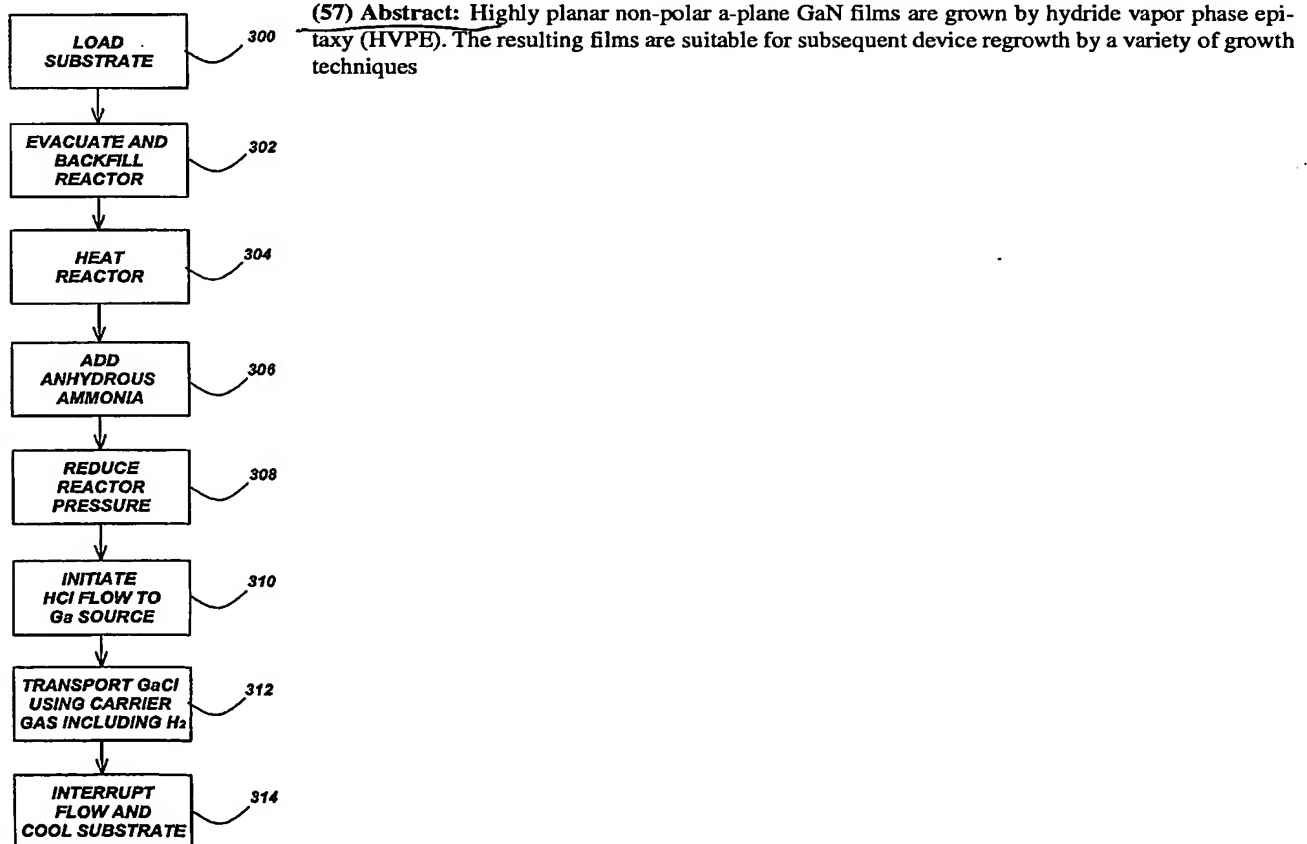 (57) Abstract: Highly planar non-polar a-plane GaN films are grown by hydride vapor phase epi-
taxy (HVPE). The resulting films are suitable for subsequent device regrowth by a variety of growth
techniques
LOAD
SUBSTRATE
300
EVACUATE AND
BACKFILL
REACTOR
302
HEAT
REACTOR
304
ADD
ANHYDROUS
AMMONIA
306
REDUCE
REACTOR
PRESSURE
308
INITIATE
HCl FLOW TO
Ga SOURCE
310
TRANSPORT GaCl
USING CARRIER
GAS INCLUDING H₂
312
INTERRUPT
FLOW AND
COOL SUBSTRATE
314